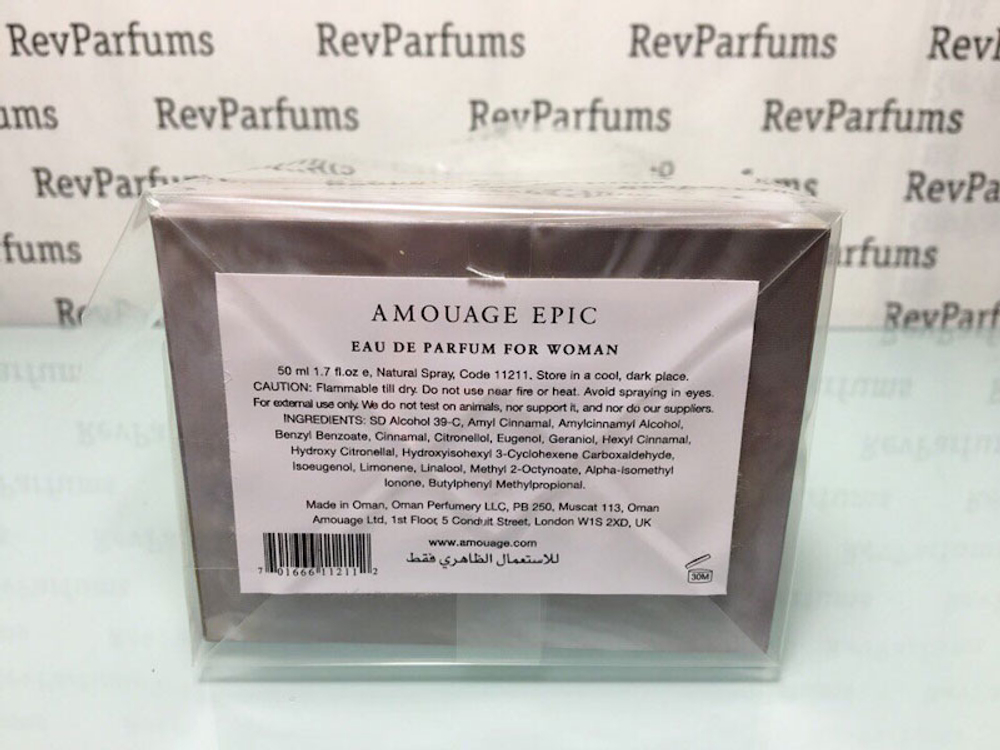 RevParfums RevParfums RevParfums
RevParfums RevParfums RevParfums
AMOUAGE EPIC
EAU DE PARFUM FOR WOMAN
50 ml 1.7 fl.oz e, Natural Spray, Code 11211. Store in a cool, dark place.
CAUTION: Flammable till dry. Do not use near fire or heat. Avoid spraying in eyes.
For external use only. We do not test on animals, nor support it, and nor do our suppliers.
INGREDIENTS: SD Alcohol 39-C, Amyl Cinnamal, Amylcinnamyl Alcohol,
Benzyl Benzoate, Cinnamal, Citronellol, Eugenol, Geraniol, Hexyl Cinnamal,
Hydroxy Citronellal, Hydroxyisohexyl 3-Cyclohexene Carboxaldehyde,
Isoeugenol, Limonene, Linalool, Methyl 2-Octynoate, Alpha-Isomethyl
Ionone, Butylphenyl Methylpropional.
Made in Oman, Oman Perfumery LLC, PB 250, Muscat 113, Oman
Amouage Ltd, 1st Floor, 5 Conduit Street, London W1S 2XD, UK
www.amouage.com
للاستعمال الظاهري فقط
7 01666 11211 2
30M